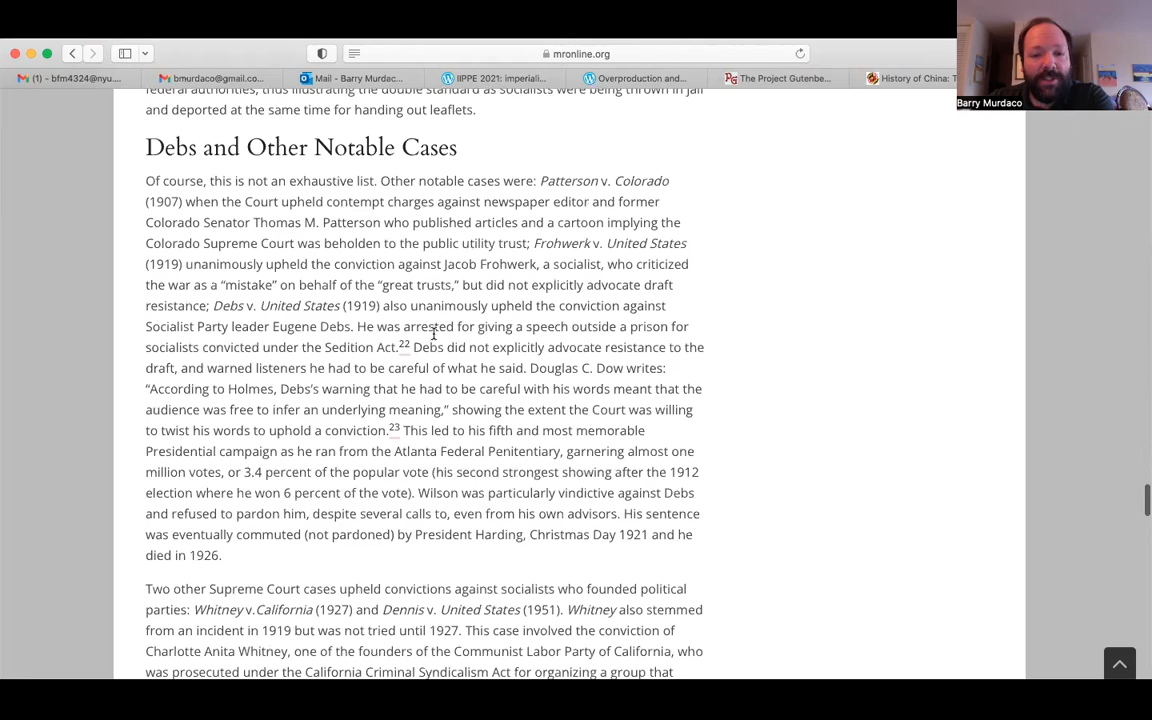 Barry Murdaco
mronline.org
(1) – bfm4324@nyu....
bmurdaco@gmail.co...
Mail - Barry Murdac...
IIPPE 2021: imperiali...
Overproduction and...
The Project Gutenbe...
History of China: T
federal authorities, thus illustrating the double standard as socialists were being thrown in jail
and deported at the same time for handing out leaflets.
Debs and Other Notable Cases
Of course, this is not an exhaustive list. Other notable cases were: Patterson v. Colorado
(1907) when the Court upheld contempt charges against newspaper editor and former
Colorado Senator Thomas M. Patterson who published articles and a cartoon implying the
Colorado Supreme Court was beholden to the public utility trust; Frohwerk v. United States
(1919) unanimously upheld the conviction against Jacob Frohwerk, a socialist, who criticized
the war as a “mistake” on behalf of the “great trusts,” but did not explicitly advocate draft
resistance; Debs v. United States (1919) also unanimously upheld the conviction against
Socialist Party leader Eugene Debs. He was arrested for giving a speech outside a prison for
socialists convicted under the Sedition Act.22 Debs did not explicitly advocate resistance to the
draft, and warned listeners he had to be careful of what he said. Douglas C. Dow writes:
“According to Holmes, Debs’s warning that he had to be careful with his words meant that the
audience was free to infer an underlying meaning,” showing the extent the Court was willing
to twist his words to uphold a conviction.23 This led to his fifth and most memorable
Presidential campaign as he ran from the Atlanta Federal Penitentiary, garnering almost one
million votes, or 3.4 percent of the popular vote (his second strongest showing after the 1912
election where he won 6 percent of the vote). Wilson was particularly vindictive against Debs
and refused to pardon him, despite several calls to, even from his own advisors. His sentence
was eventually commuted (not pardoned) by President Harding, Christmas Day 1921 and he
died in 1926.
Two other Supreme Court cases upheld convictions against socialists who founded political
parties: Whitney v.California (1927) and Dennis v. United States (1951). Whitney also stemmed
from an incident in 1919 but was not tried until 1927. This case involved the conviction of
Charlotte Anita Whitney, one of the founders of the Communist Labor Party of California, who
was prosecuted under the California Criminal Syndicalism Act for organizing a group that